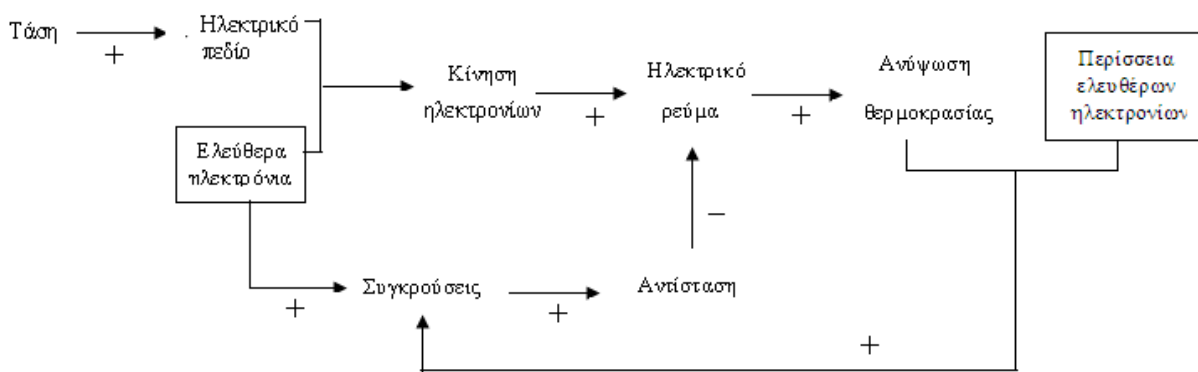 Τάση
+
. Ηλεκτρικό
πεδίο
Ελεύθερα
ηλεκτρόνια
Κίνηση
ηλεκτρονίων
+
Ηλεκτρικό
ρεύμα
+
Ανύψωση
θερμοκρασίας
Περίσσεια
ελευθέρων
ηλεκτρονίων
–
+
Συγκρούσεις
+
Αντίσταση
+